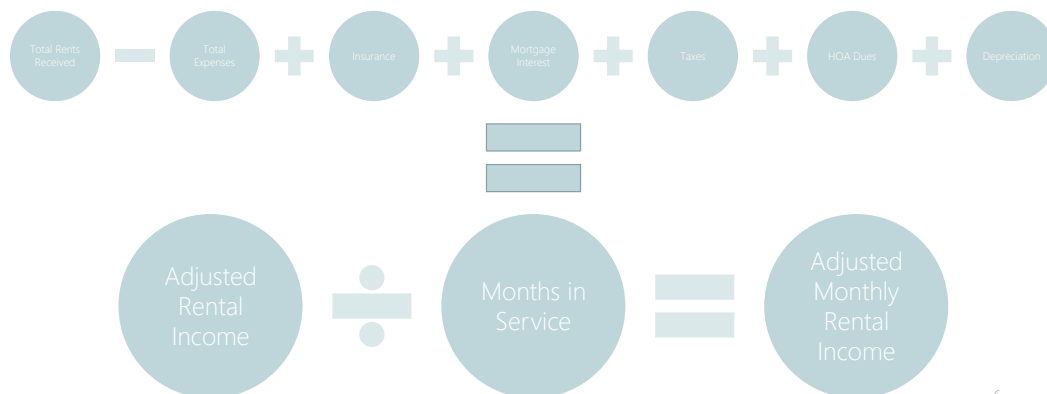 Total Rents
Received
Total
Expenses
Insurance
Mortgage
Interest
Taxes
HOA Dues
Depreciation
Adjusted
Rental
Income
Months in
Service
Adjusted
Monthly
Rental
Income